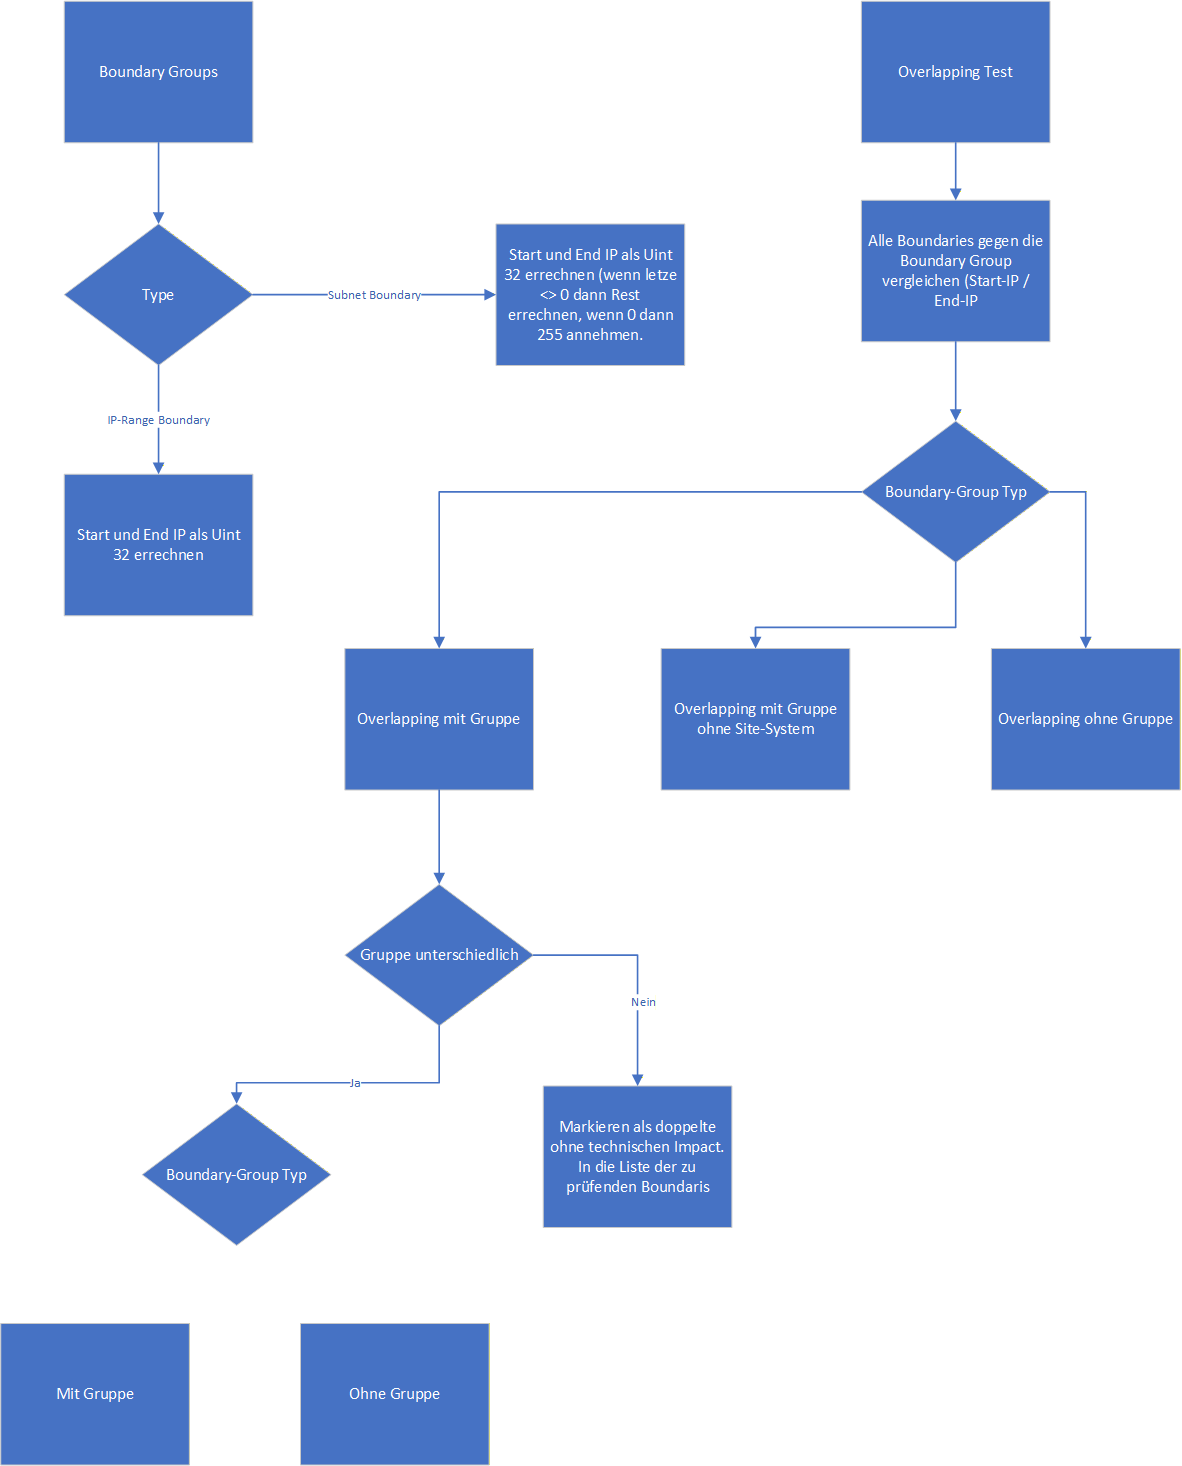 Boundary Groups
Overlapping Test
Type
Subnet Boundary
Start und End IP als Uint
32 errechnen (wenn letze
<> 0 dann Rest
errechnen, wenn 0 dann
255 annehmen.
Alle Boundaries gegen die
Boundary Group
vergleichen (Start-IP /
End-IP
IP-Range Boundary
Start und End IP als Uint
32 errechnen
Boundary-Group Typ
Overlapping mit Gruppe
Overlapping mit Gruppe
ohne Site-System
Overlapping ohne Gruppe
Gruppe unterschiedlich
Nein
Ja
Boundary-Group Typ
Markieren als doppelte
ohne technischen Impact.
In die Liste der zu
prüfenden Boundaris
Mit Gruppe
Ohne Gruppe